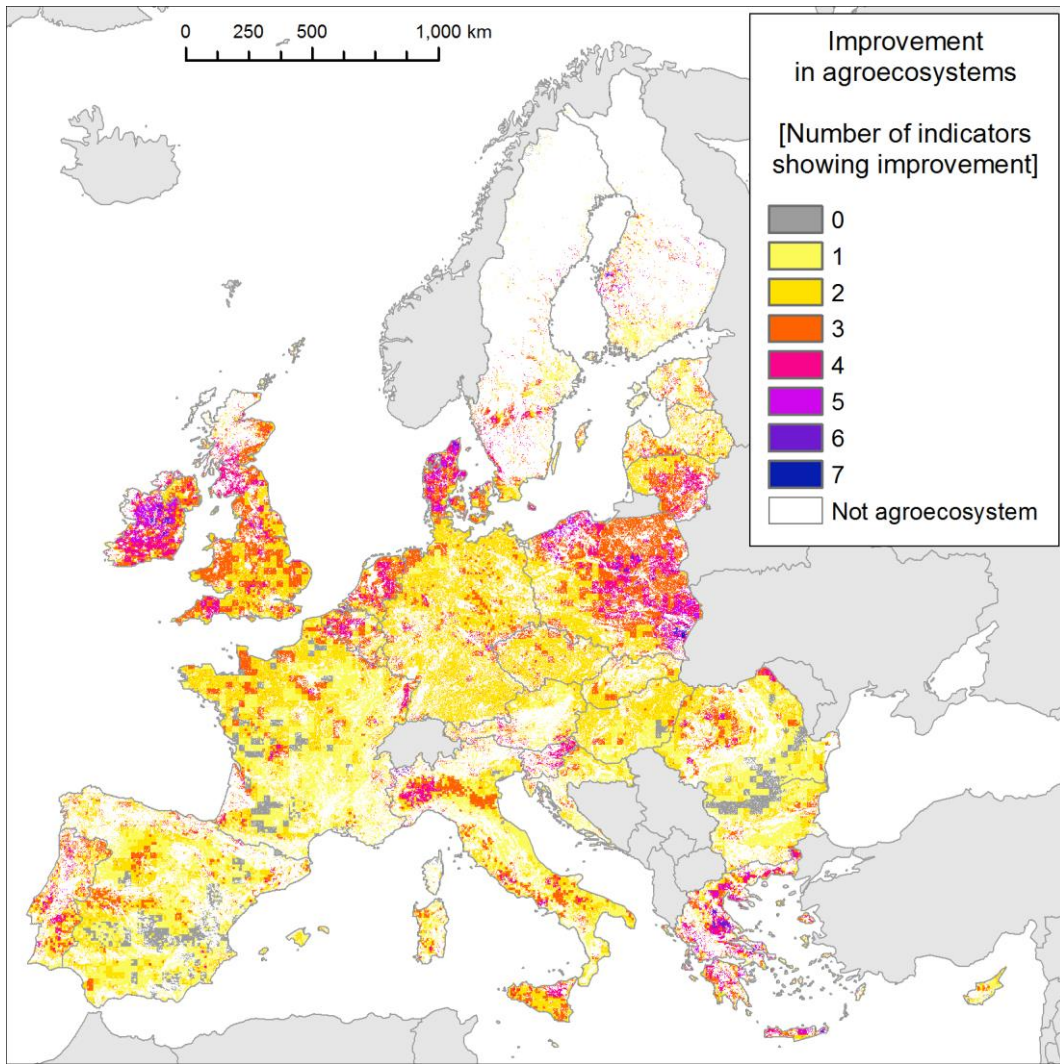 0 250 500 1,000 km
Improvement
in agroecosystems
[Number of indicators
showing improvement]
0
1
2
3
4
5
6
7
Not agroecosystem